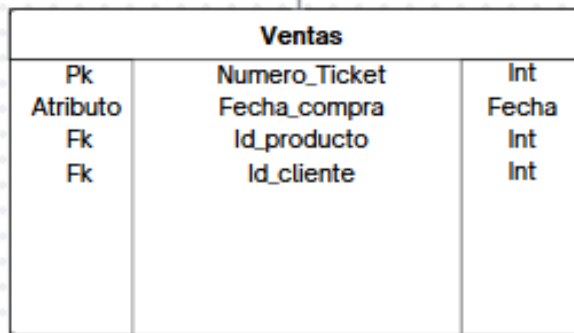 Ventas
Pk Numero_Ticket Int
Atributo Fecha_compra Fecha
Fk Id_producto Int
Fk Id_cliente Int